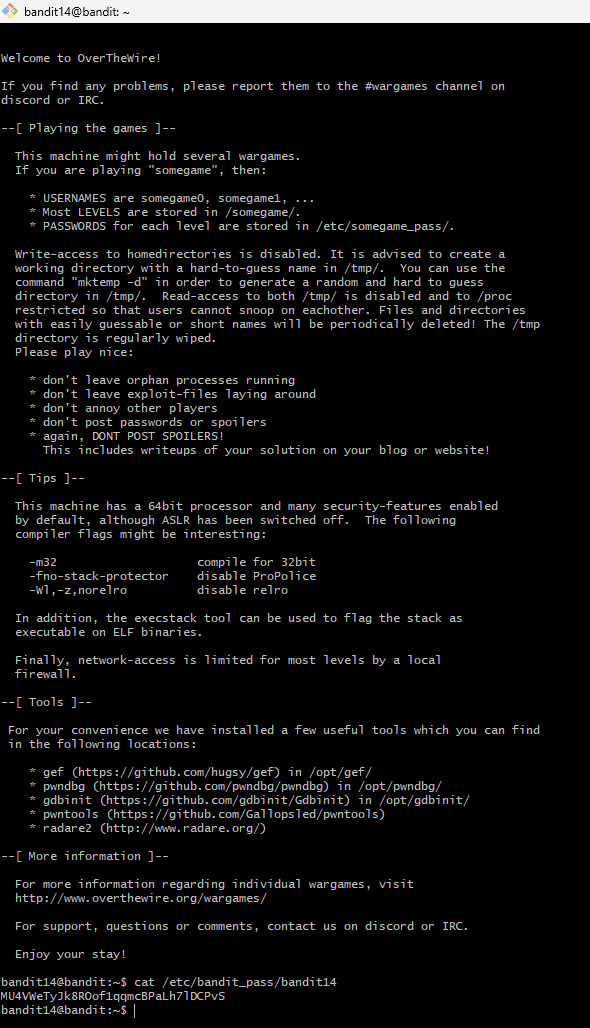 bandit14@bandit: ~
Welcome to OverTheWire!
If you find any problems, please report them to the #wargames channel on
discord or IRC.
--[ Playing the games ]--
This machine might hold several wargames.
If you are playing "somegame", then:
* USERNAMES are somegame0, somegame1, ...
* Most LEVELS are stored in /somegame/.
* PASSWORDS for each level are stored in /etc/somegame_pass/.
Write-access to homedirectories is disabled. It is advised to create a
working directory with a hard-to-guess name in /tmp/.  You can use the
command "mktemp -d" in order to generate a random and hard to guess
directory in /tmp/.  Read-access to both /tmp/ is disabled and to /proc
restricted so that users cannot snoop on eachother. Files and directories
with easily guessable or short names will be periodically deleted! The /tmp
directory is regularly wiped.
Please play nice:
* don't leave orphan processes running
* don't leave exploit-files laying around
* don't annoy other players
* don't post passwords or spoilers
* again, DONT POST SPOILERS!
This includes writeups of your solution on your blog or website!
--[ Tips ]--
This machine has a 64bit processor and many security-features enabled
by default, although ASLR has been switched off.  The following
compiler flags might be interesting:
-m32                    compile for 32bit
-fno-stack-protector    disable ProPolice
-Wl,-z,norelro          disable relro
In addition, the execstack tool can be used to flag the stack as
executable on ELF binaries.
Finally, network-access is limited for most levels by a local
firewall.
--[ Tools ]--
For your convenience we have installed a few useful tools which you can find
in the following locations:
* gef (https://github.com/hugsy/gef) in /opt/gef/
* pwndbg (https://github.com/pwndbg/pwndbg) in /opt/pwndbg/
* gdbinit (https://github.com/gdbinit/Gdbinit) in /opt/gdbinit/
* pwntools (https://github.com/Gallopsled/pwntools)
* radare2 (http://www.radare.org/)
--[ More information ]--
For more information regarding individual wargames, visit
http://www.overthewire.org/wargames/
For support, questions or comments, contact us on discord or IRC.
Enjoy your stay!
bandit14@bandit:~$ cat /etc/bandit_pass/bandit14
MU4VWeTyJk8ROof1qqmcBPaLh7lDCPvS
bandit14@bandit:~$